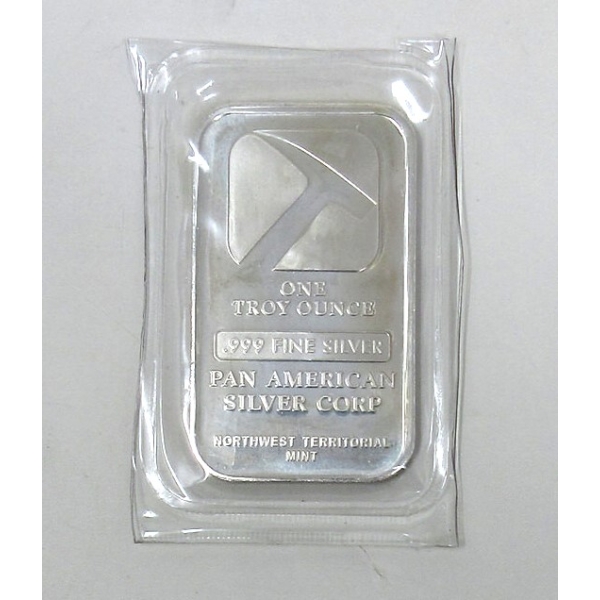 ONE
TROY OUNCE
.999 FINE SILVER
PAN AMERICAN
SILVER CORP
NORTHWEST TERRITORIAL
MINT